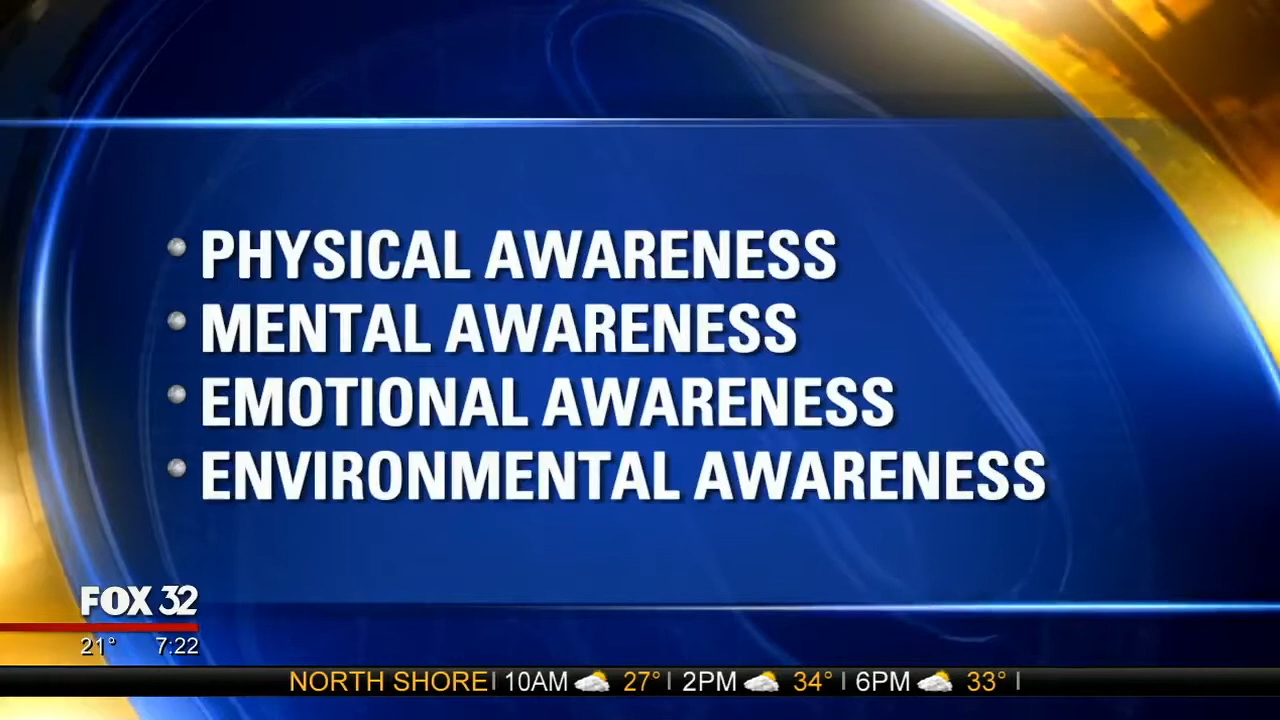 • PHYSICAL AWARENESS
• MENTAL AWARENESS
• EMOTIONAL AWARENESS
• ENVIRONMENTAL AWARENESS
FOX 32
21° 7:22
NORTH SHORE | 10AM 27° | 2PM 34° | 6PM 33° |